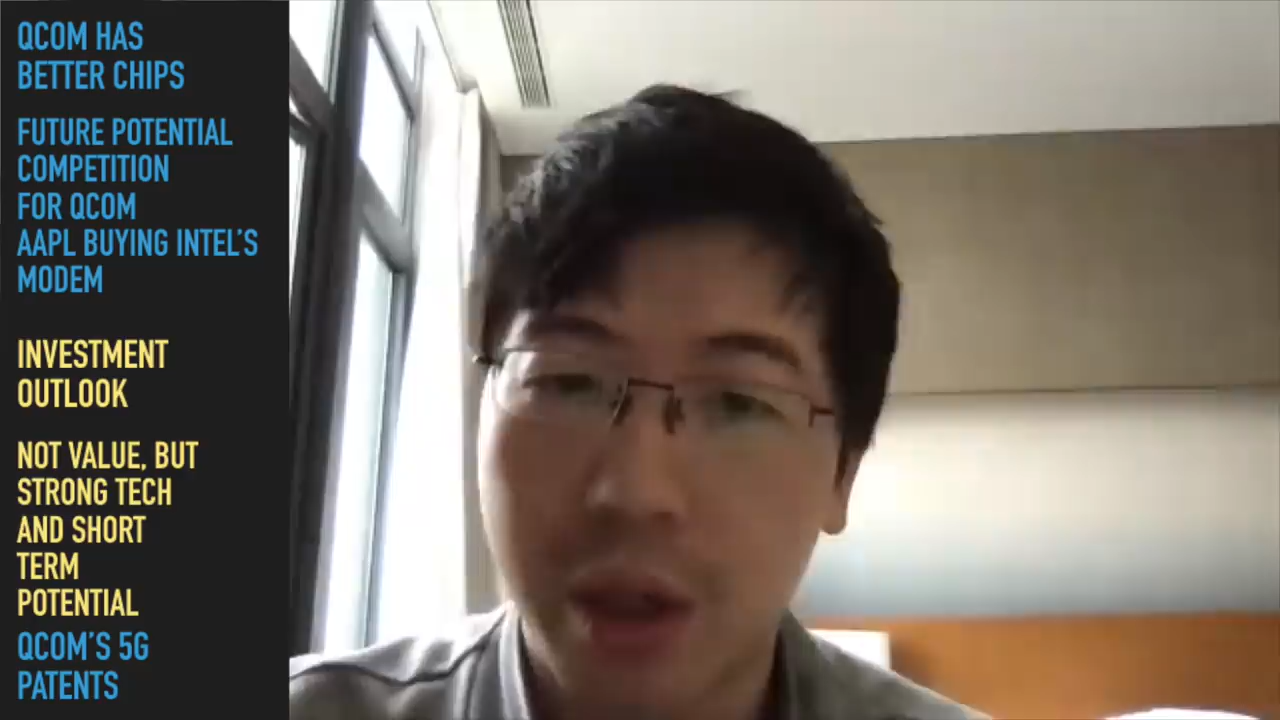 QCOM HAS
BETTER CHIPS
FUTURE POTENTIAL
COMPETITION
FOR QCOM
AAPL BUYING INTEL’S
MODEM
INVESTMENT
OUTLOOK
NOT VALUE, BUT
STRONG TECH
AND SHORT
TERM
POTENTIAL
QCOM’S 5G
PATENTS